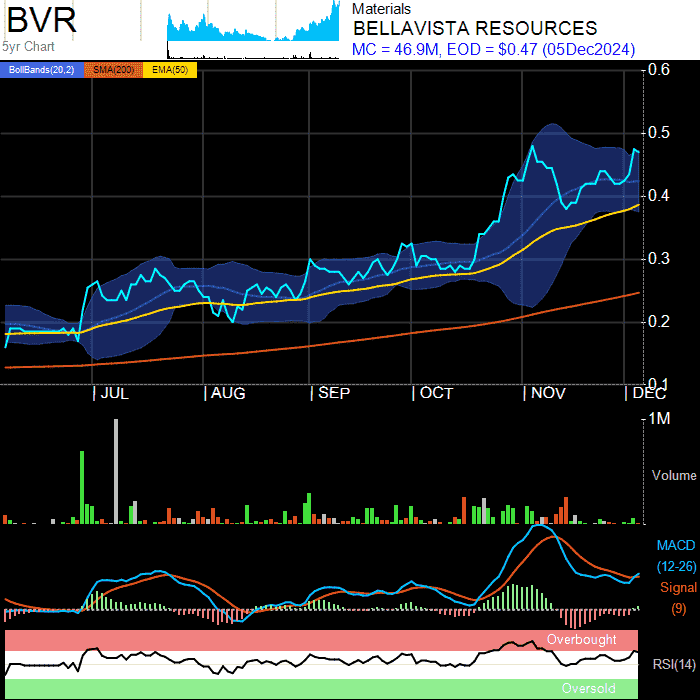 BVR
5yr Chart
Materials
BELLAVISTA RESOURCES
MC = 46.9M, EOD = $0.47 (05Dec2024)
BollBands(20,2) SMA(200) EMA(50)
0.6
0.5
0.4
0.3
0.2
0.1
JUL AUG SEP OCT NOV DEC
1M
Volume
MACD
(12-26)
Signal
(9)
Overbought
RSI(14)
Oversold